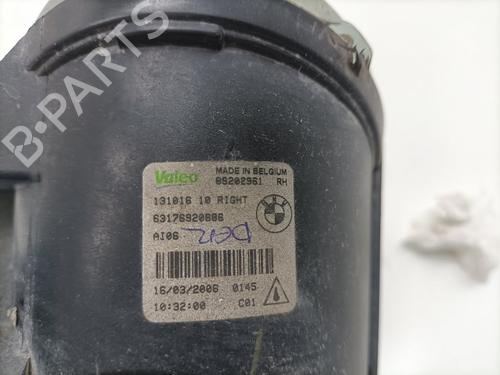 B-PARTS
Valeo MADE IN BELGIUM
89202961 RH
131016 10 RIGHT
63176920886
AI06
16/03/2006 0145
10:32:00 C01